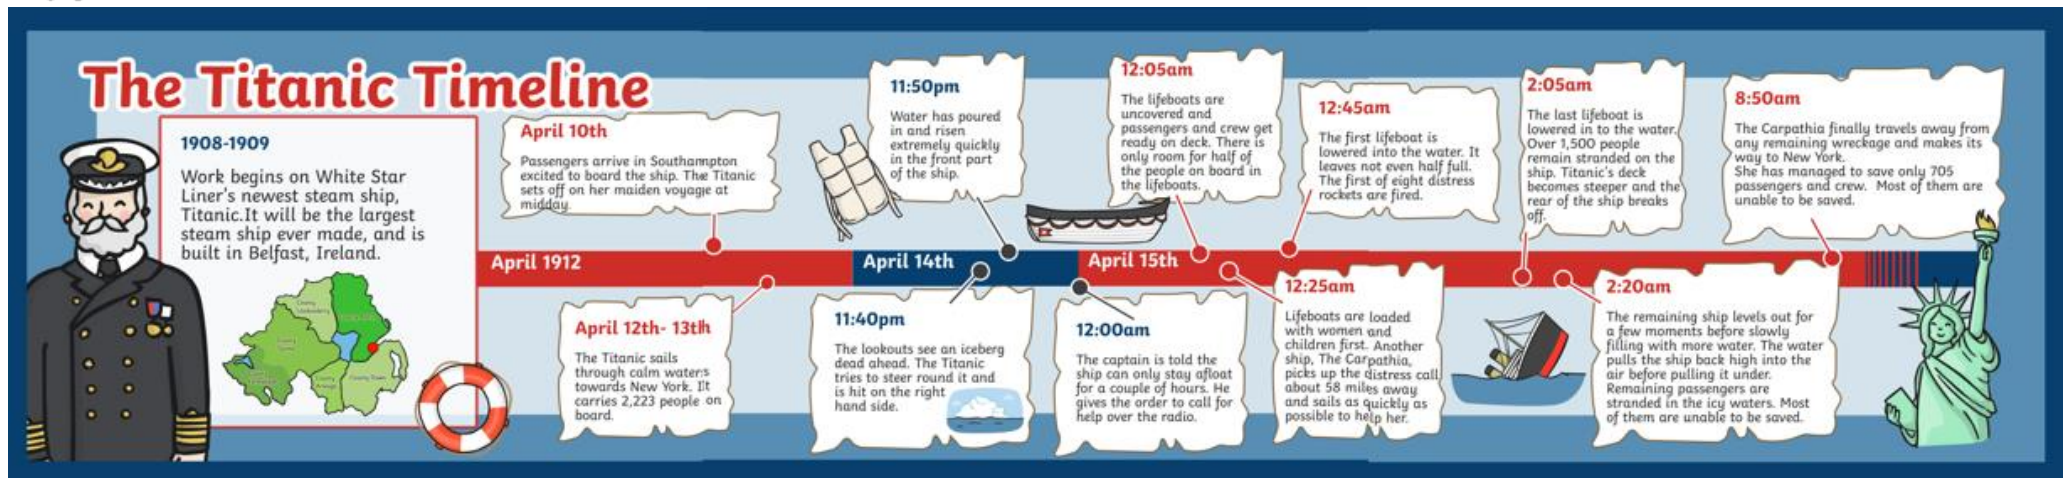 The Titanic Timeline
1908-1909
Work begins on White Star
Liner's newest steam ship,
Titanic.It will be the largest
steam ship ever made, and is
built in Belfast, Ireland.
April 1912
April 10th
Passengers arrive in Southampton
excited to board the ship. The Titanic
sets off on her maiden voyage at
midday.
April 12th- 13th
The Titanic sails
through calm waters
towards New York. It
carries 2,223 people on
board.
April 14th
11:40pm
The lookouts see an iceberg
dead ahead. The Titanic
tries to steer round it and
is hit on the right
hand side.
11:50pm
Water has poured
in and risen
extremely quickly
in the front part
of the ship.
April 15th
12:00am
The captain is told the
ship can only stay afloat
for a couple of hours. He
gives the order to call for
help over the radio.
12:05am
The lifeboats are
uncovered and
passengers and crew get
ready on deck. There is
only room for half of
the people on board in
the lifeboats.
12:25am
Lifeboats are loaded
with women and
children first. Another
ship, The Carpathia,
picks up the distress call
about 58 miles away
and sails as quickly as
possible to help her.
12:45am
The first lifeboat is
lowered into the water. It
leaves not even half full.
The first of eight distress
rockets are fired.
2:05am
The last lifeboat is
lowered in to the water.
Over 1,500 people
remain stranded on the
ship. Titanic's deck
becomes steeper and the
rear of the ship breaks
off.
2:20am
The remaining ship levels out for
a few moments before slowly
filling with more water. The water
pulls the ship back high into the
air before pulling it under.
Remaining passengers are
stranded in the icy waters. Most
of them are unable to be saved.
8:50am
The Carpathia finally travels away from
any remaining wreckage and makes its
way to New York.
She has managed to save only 705
passengers and crew. Most of them are
unable to be saved.